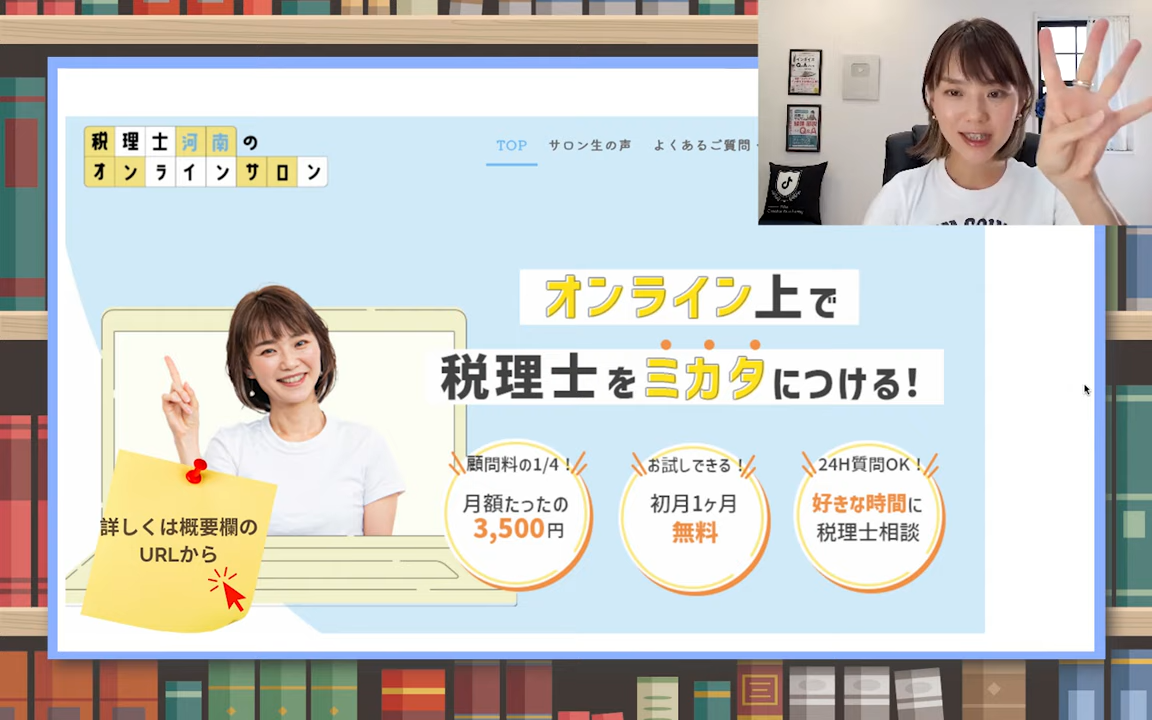 税理士河南の
オンラインサロン
TOP サロン生の声 よくあるご質問
オンライン上で
税理士をミカタにつける!
顧問料の1/4!
月額たったの
3,500円
お試しできる!
初月1ヶ月
無料
24H質問OK!
好きな時間に
税理士相談
詳しくは概要欄の
URLから